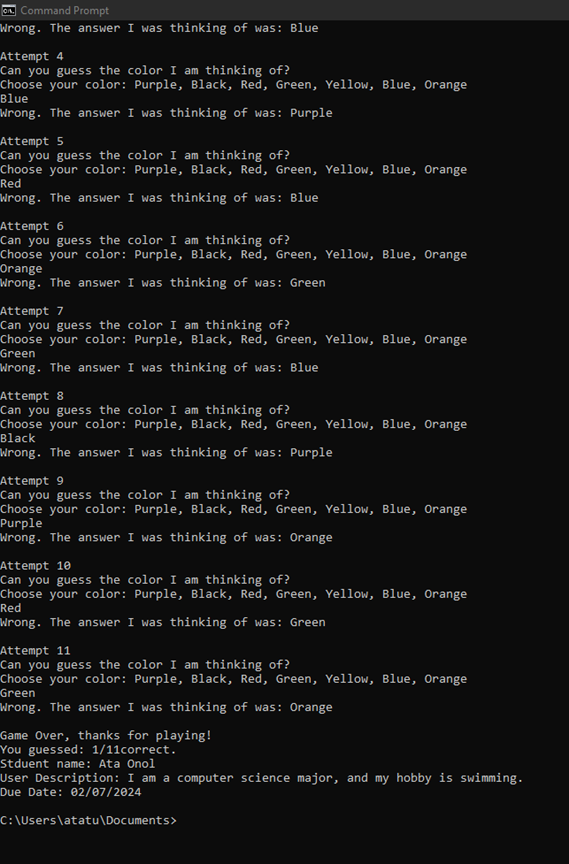 Command Prompt
Wrong. The answer I was thinking of was: Blue
Attempt 4
Can you guess the color I am thinking of?
Choose your color: Purple, Black, Red, Green, Yellow, Blue, Orange
Blue
Wrong. The answer I was thinking of was: Purple
Attempt 5
Can you guess the color I am thinking of?
Choose your color: Purple, Black, Red, Green, Yellow, Blue, Orange
Red
Wrong. The answer I was thinking of was: Blue
Attempt 6
Can you guess the color I am thinking of?
Choose your color: Purple, Black, Red, Green, Yellow, Blue, Orange
Orange
Wrong. The answer I was thinking of was: Green
Attempt 7
Can you guess the color I am thinking of?
Choose your color: Purple, Black, Red, Green, Yellow, Blue, Orange
Green
Wrong. The answer I was thinking of was: Blue
Attempt 8
Can you guess the color I am thinking of?
Choose your color: Purple, Black, Red, Green, Yellow, Blue, Orange
Black
Wrong. The answer I was thinking of was: Purple
Attempt 9
Can you guess the color I am thinking of?
Choose your color: Purple, Black, Red, Green, Yellow, Blue, Orange
Purple
Wrong. The answer I was thinking of was: Orange
Attempt 10
Can you guess the color I am thinking of?
Choose your color: Purple, Black, Red, Green, Yellow, Blue, Orange
Red
Wrong. The answer I was thinking of was: Green
Attempt 11
Can you guess the color I am thinking of?
Choose your color: Purple, Black, Red, Green, Yellow, Blue, Orange
Green
Wrong. The answer I was thinking of was: Orange
Game Over, thanks for playing!
You guessed: 1/11correct.
Stduent name: Ata Onol
User Description: I am a computer science major, and my hobby is swimming.
Due Date: 02/07/2024
C:\Users\atatu\Documents>